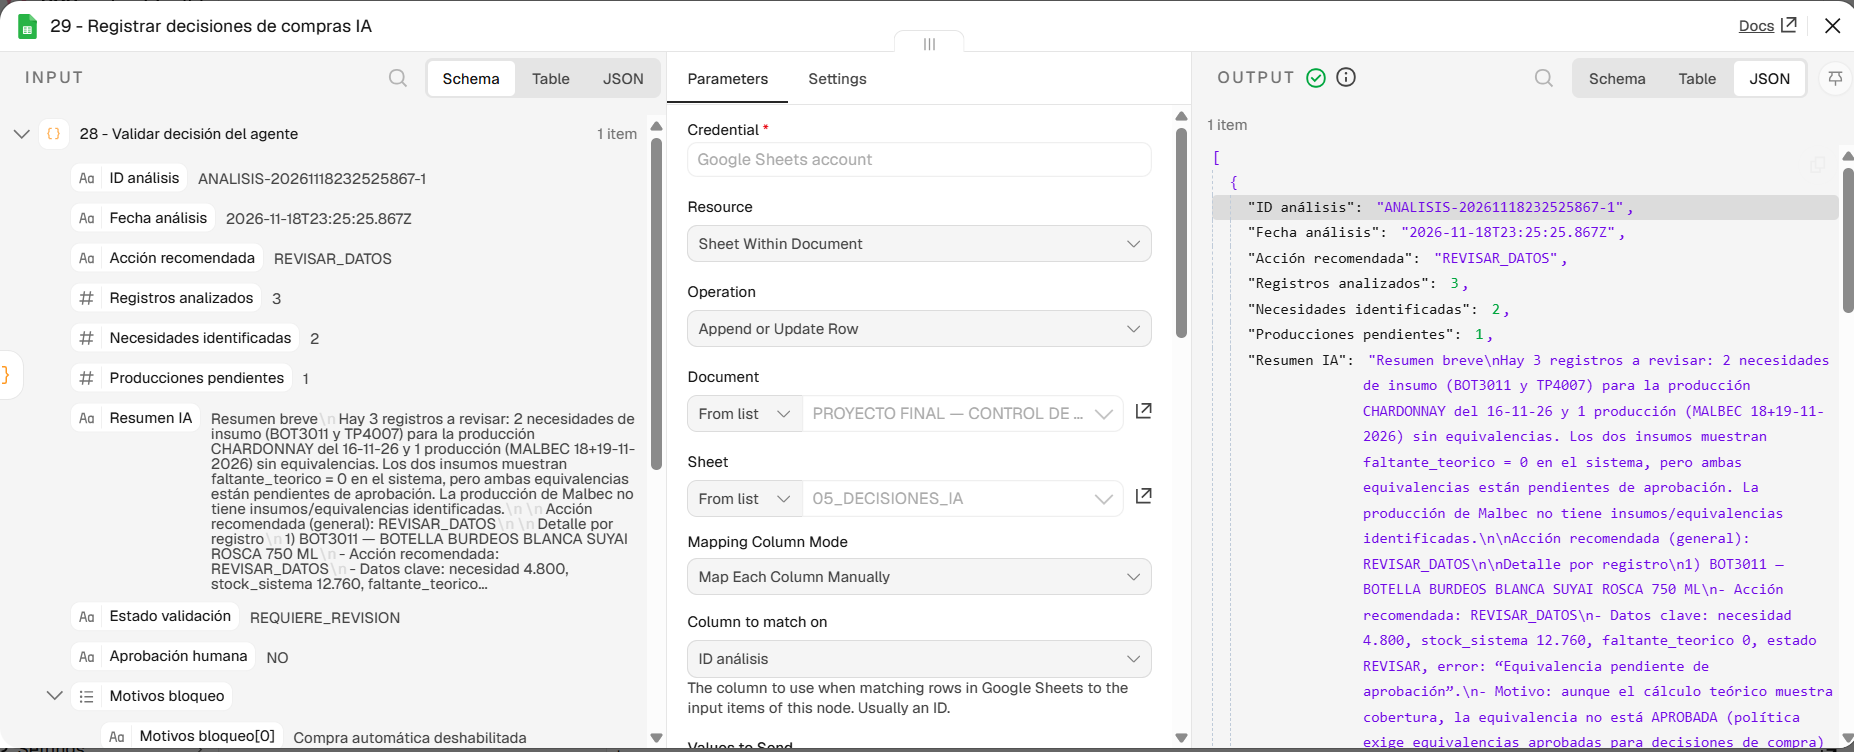 29 - Registrar decisiones de compras IA
Docs
INPUT
Schema
Table
JSON
28 - Validar decisión del agente
1 item
Aa ID análisis ANALISIS-20261118232525867-1
Aa Fecha análisis 2026-11-18T23:25:25.867Z
Aa Acción recomendada REVISAR_DATOS
# Registros analizados 3
# Necesidades identificadas 2
# Producciones pendientes 1
Aa Resumen IA Resumen breve\nHay 3 registros a revisar: 2 necesidades de
insumo (BOT3011 y TP4007) para la producción
CHARDONNAY del 16-11-26 y 1 producción (MALBEC 18+19-11-
2026) sin equivalencias. Los dos insumos muestran
faltante_teorico = 0 en el sistema, pero ambas equivalencias
están pendientes de aprobación. La producción de Malbec no
tiene insumos/equivalencias identificadas.\n\nAcción
recomendada (general): REVISAR_DATOS\n\nDetalle por
registro\n1) BOT3011 — BOTELLA BURDEOS BLANCA SUYAI
ROSCA 750 ML\n- Acción recomendada:
REVISAR_DATOS\n- Datos clave: necesidad 4.800,
stock_sistema 12.760, faltante_teorico...
Aa Estado validación REQUIERE_REVISION
Aa Aprobación humana NO
Motivos bloqueo
Aa Motivos bloqueo[0] Compra automática deshabilitada
Parameters
Settings
Credential *
Google Sheets account
Resource
Sheet Within Document
Operation
Append or Update Row
Document
From list
PROYECTO FINAL — CONTROL DE ...
Sheet
From list
05_DECISIONES_IA
Mapping Column Mode
Map Each Column Manually
Column to match on
ID análisis
The column to use when matching rows in Google Sheets to the
input items of this node. Usually an ID.
Values to Send
OUTPUT
Schema
Table
JSON
1 item
[
{
"ID análisis": "ANALISIS-20261118232525867-1",
"Fecha análisis": "2026-11-18T23:25:25.867Z",
"Acción recomendada": "REVISAR_DATOS",
"Registros analizados": 3,
"Necesidades identificadas": 2,
"Producciones pendientes": 1,
"Resumen IA": "Resumen breve\nHay 3 registros a revisar: 2 necesidades
de insumo (BOT3011 y TP4007) para la producción
CHARDONNAY del 16-11-26 y 1 producción (MALBEC 18+19-11-
2026) sin equivalencias. Los dos insumos muestran
faltante_teorico = 0 en el sistema, pero ambas
equivalencias están pendientes de aprobación. La
producción de Malbec no tiene insumos/equivalencias
identificadas.\n\nAcción recomendada (general):
REVISAR_DATOS\n\nDetalle por registro\n1) BOT3011 —
BOTELLA BURDEOS BLANCA SUYAI ROSCA 750 ML\n- Acción
recomendada: REVISAR_DATOS\n- Datos clave: necesidad
4.800, stock_sistema 12.760, faltante_teorico 0, estado
REVISAR, error: “Equivalencia pendiente de
aprobación”.\n- Motivo: aunque el cálculo teórico muestra
cobertura, la equivalencia no está APROBADA (política
exige equivalencias aprobadas para decisiones de compra)